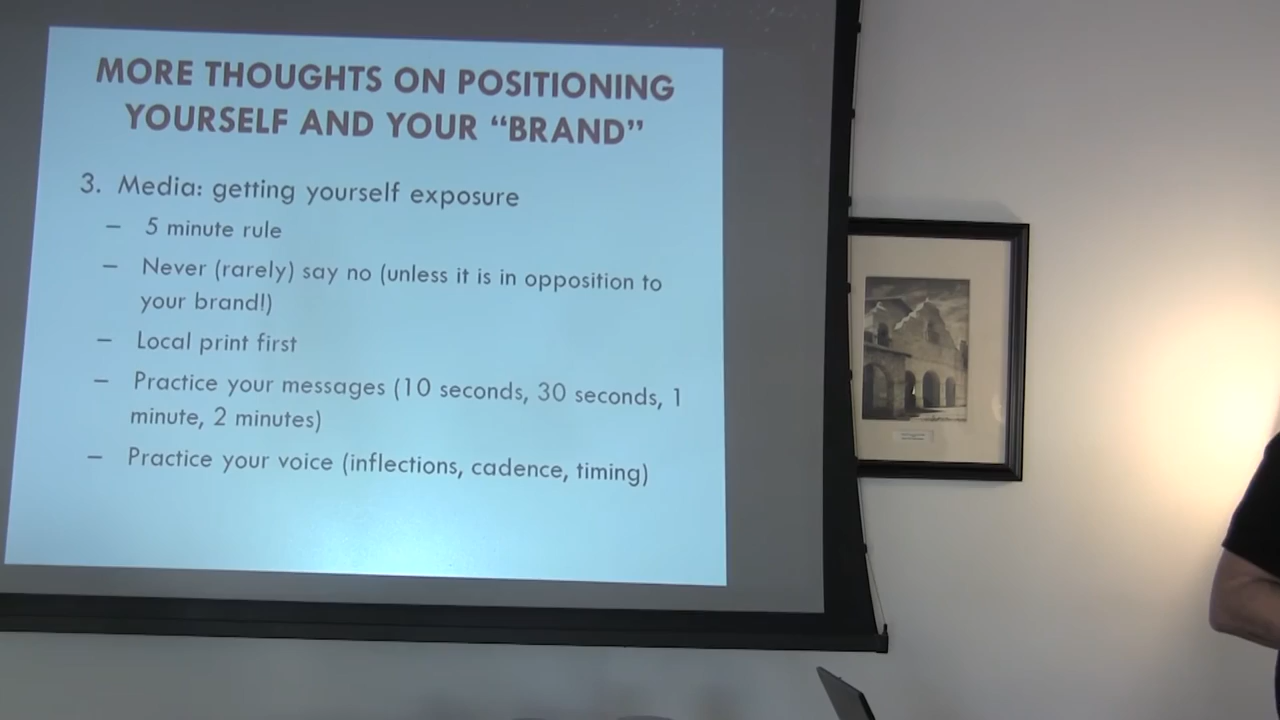 MORE THOUGHTS ON POSITIONING
YOURSELF AND YOUR “BRAND”
3. Media: getting yourself exposure
– 5 minute rule
– Never (rarely) say no (unless it is in opposition to
your brand!)
– Local print first
– Practice your messages (10 seconds, 30 seconds, 1
minute, 2 minutes)
– Practice your voice (inflections, cadence, timing)